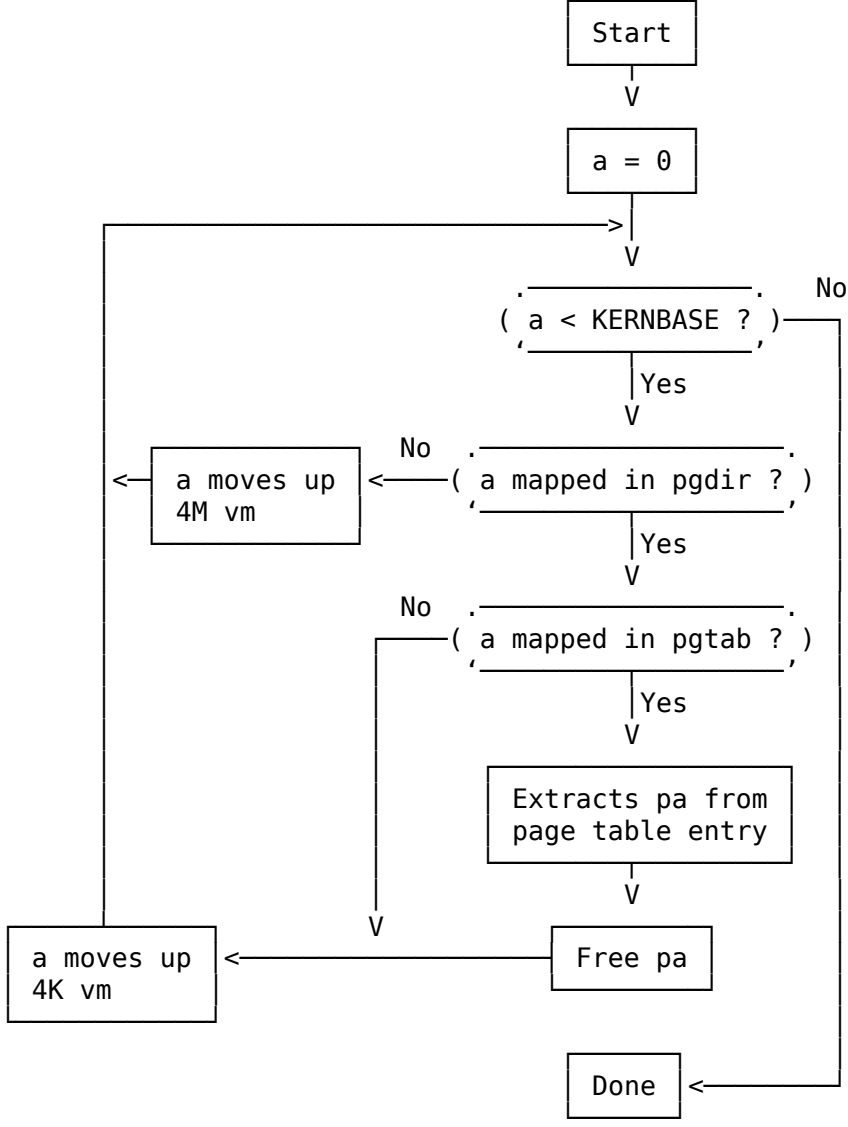 Start
a = 0
No
a < KERNBASE ?
Yes
No
a mapped in pgdir ?
a moves up
4M vm
Yes
No
a mapped in pgtab ?
Yes
Extracts pa from
page table entry
Free pa
a moves up
4K vm
Done